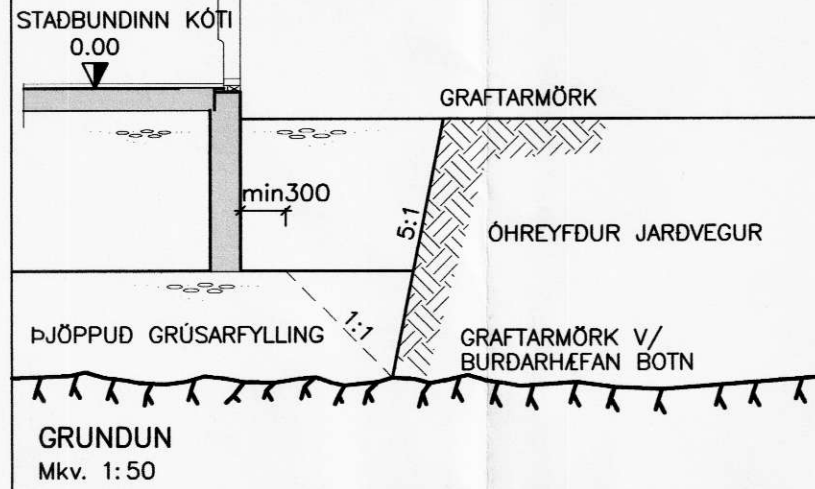 STAÐBUNDINN KÓTI
0.00
GRAFTARMÖRK
min300
5:1
ÓHREYFÐUR JARÐVEGUR
1:1
ÞJÖPPUÐ GRÚSARFYLLING
GRAFTARMÖRK V/
BURÐARHÆFAN BOTN
GRUNDUN
Mkv. 1:50